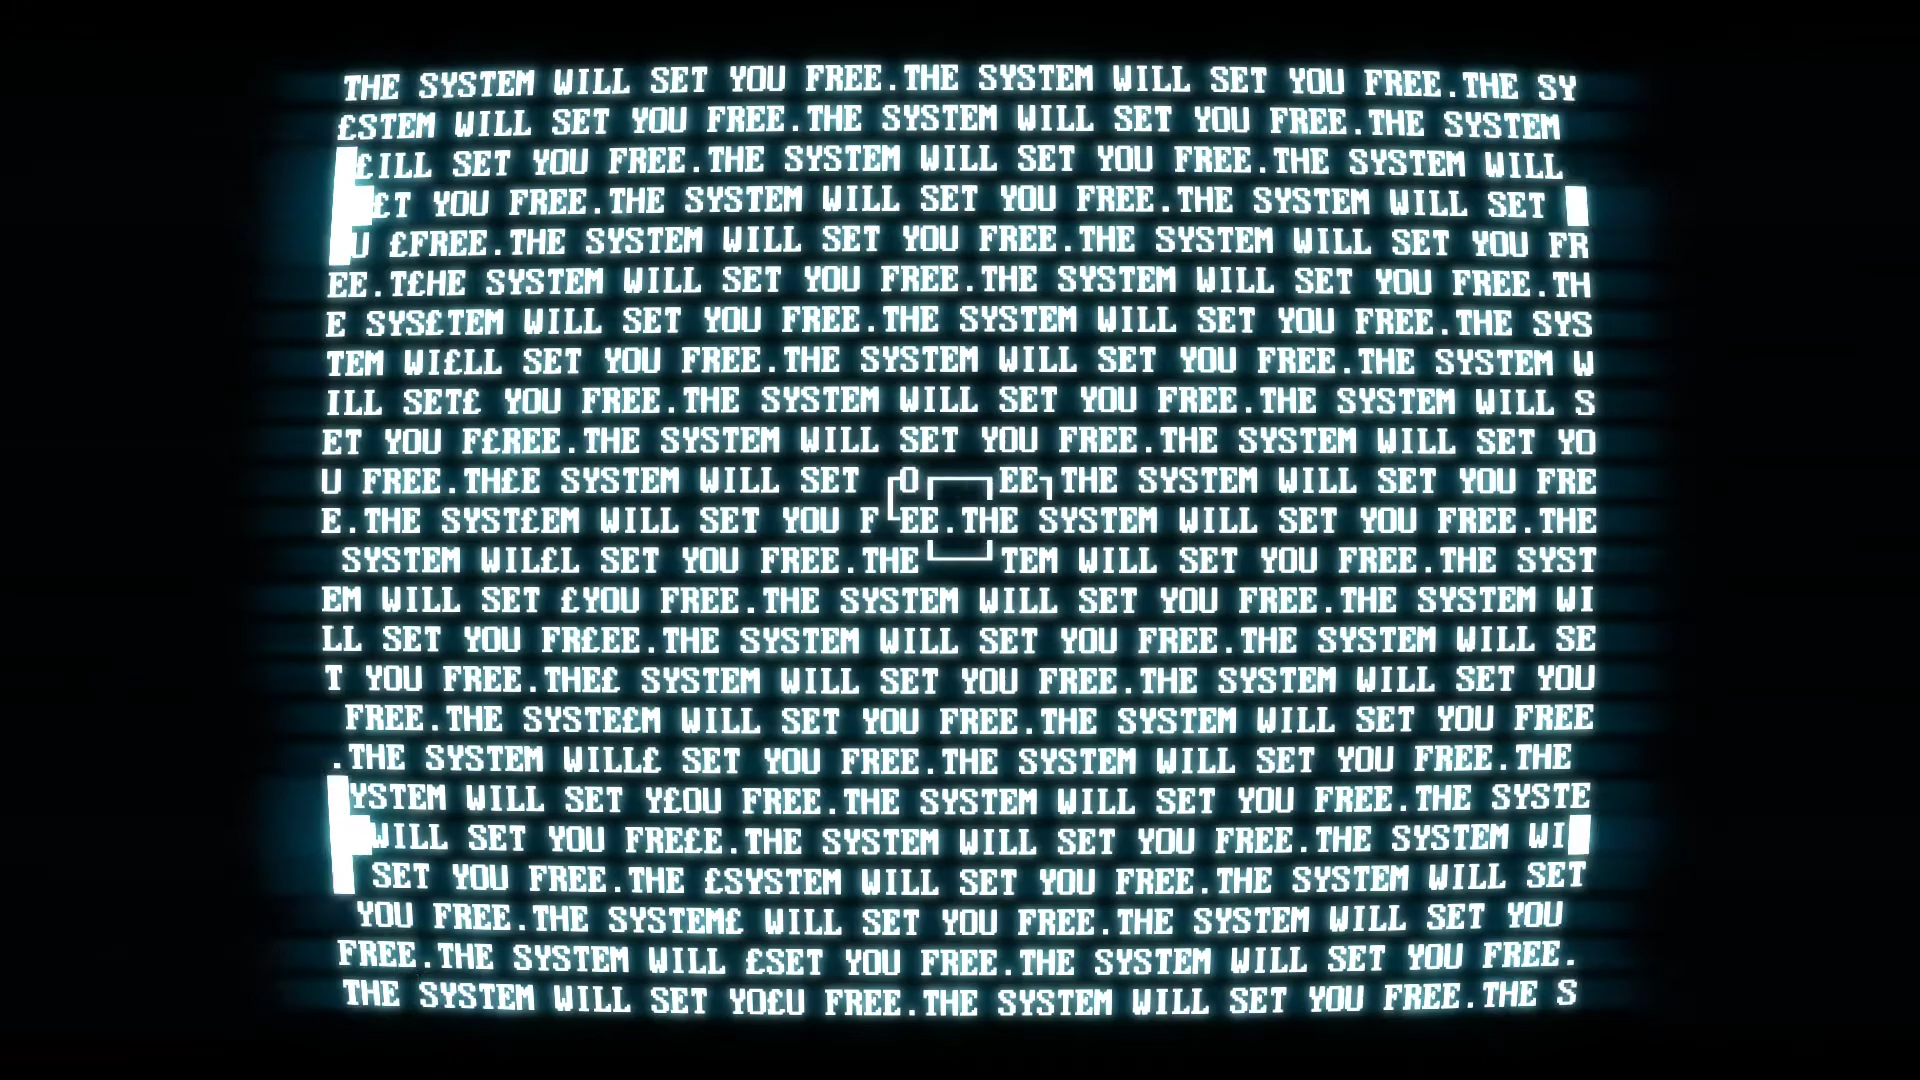 THE SYSTEM WILL SET YOU FREE.THE SYSTEM WILL SET YOU FREE.THE SY
£STEM WILL SET YOU FREE.THE SYSTEM WILL SET YOU FREE.THE SYSTEM
£ILL SET YOU FREE.THE SYSTEM WILL SET YOU FREE.THE SYSTEM WILL
£T YOU FREE.THE SYSTEM WILL SET YOU FREE.THE SYSTEM WILL SET
U £FREE.THE SYSTEM WILL SET YOU FREE.THE SYSTEM WILL SET YOU FR
EE.T£HE SYSTEM WILL SET YOU FREE.THE SYSTEM WILL SET YOU FREE.TH
E SYS£TEM WILL SET YOU FREE.THE SYSTEM WILL SET YOU FREE.THE SYS
TEM WI£LL SET YOU FREE.THE SYSTEM WILL SET YOU FREE.THE SYSTEM W
ILL SET£ YOU FREE.THE SYSTEM WILL SET YOU FREE.THE SYSTEM WILL S
ET YOU F£REE.THE SYSTEM WILL SET YOU FREE.THE SYSTEM WILL SET YO
U FREE.TH£E SYSTEM WILL SET O EE THE SYSTEM WILL SET YOU FRE
E.THE SYST£EM WILL SET YOU F EE.THE SYSTEM WILL SET YOU FREE.THE
SYSTEM WIL£L SET YOU FREE.THE TEM WILL SET YOU FREE.THE SYST
EM WILL SET £YOU FREE.THE SYSTEM WILL SET YOU FREE.THE SYSTEM WI
LL SET YOU FR£EE.THE SYSTEM WILL SET YOU FREE.THE SYSTEM WILL SE
T YOU FREE.THE£ SYSTEM WILL SET YOU FREE.THE SYSTEM WILL SET YOU
FREE.THE SYSTE£M WILL SET YOU FREE.THE SYSTEM WILL SET YOU FREE
.THE SYSTEM WILL£ SET YOU FREE.THE SYSTEM WILL SET YOU FREE.THE
YSTEM WILL SET Y£OU FREE.THE SYSTEM WILL SET YOU FREE.THE SYSTE
WILL SET YOU FRE£E.THE SYSTEM WILL SET YOU FREE.THE SYSTEM WI
SET YOU FREE.THE £SYSTEM WILL SET YOU FREE.THE SYSTEM WILL SET
YOU FREE.THE SYSTEM£ WILL SET YOU FREE.THE SYSTEM WILL SET YOU
FREE.THE SYSTEM WILL £SET YOU FREE.THE SYSTEM WILL SET YOU FREE.
THE SYSTEM WILL SET YO£U FREE.THE SYSTEM WILL SET YOU FREE.THE S